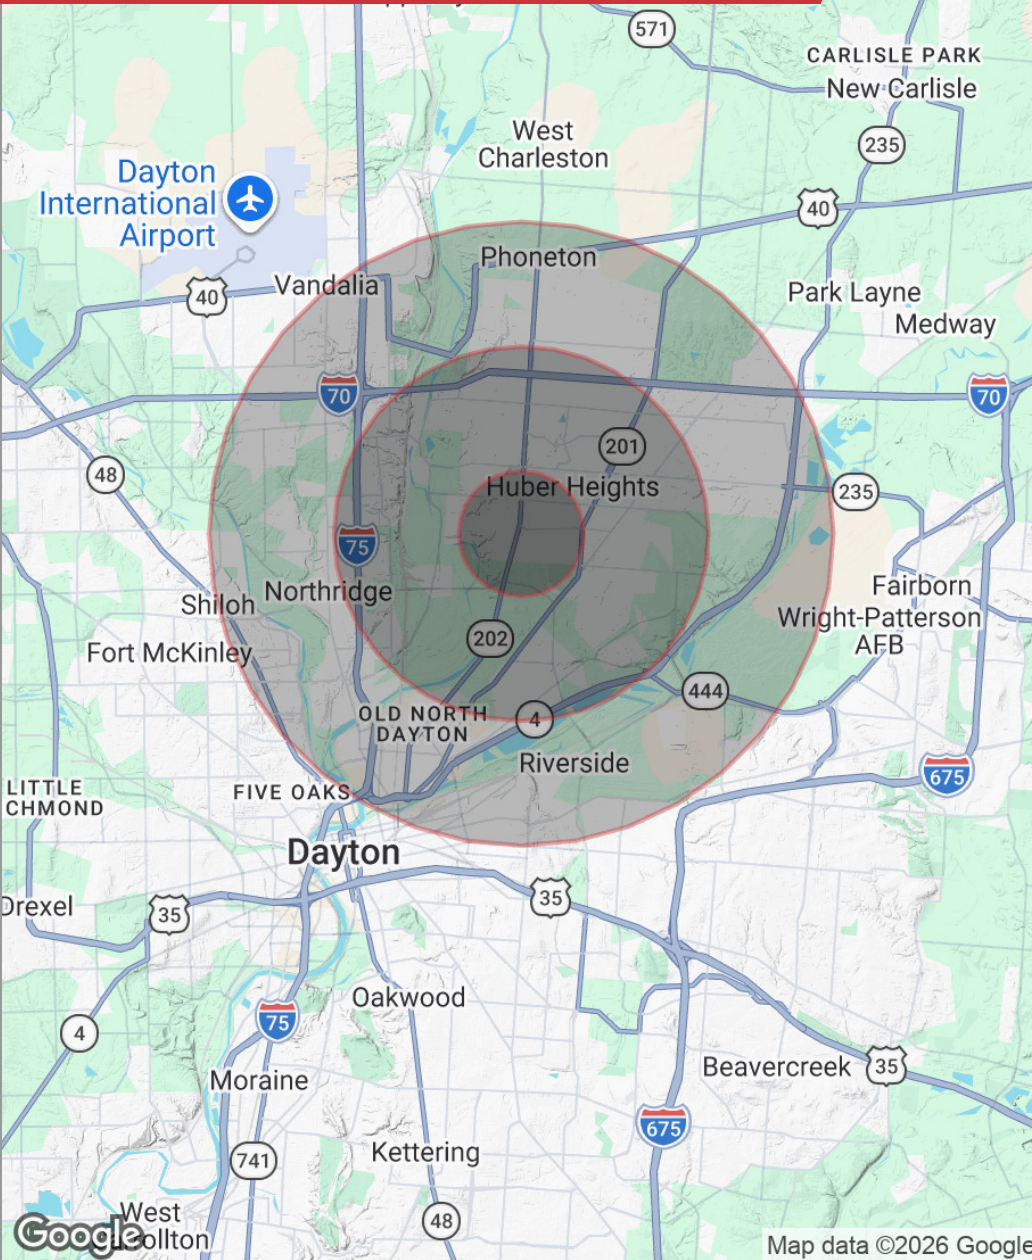 571
CARLISLE PARK
New Carlisle
West
Charleston
235
Dayton
International
Airport
40
Phoneton
40
Vandalia
Park Layne
Medway
70
70
201
48
Huber Heights
235
75
Northridge
Shiloh
Fairborn
Wright-Patterson
AFB
202
Fort McKinley
444
OLD NORTH
DAYTON
4
Riverside
LITTLE
CHMOND
FIVE OAKS
675
Dayton
35
Drexel
35
Oakwood
75
4
Beavercreek
35
Moraine
675
Kettering
741
West
48
Google
Map data ©2026 Google